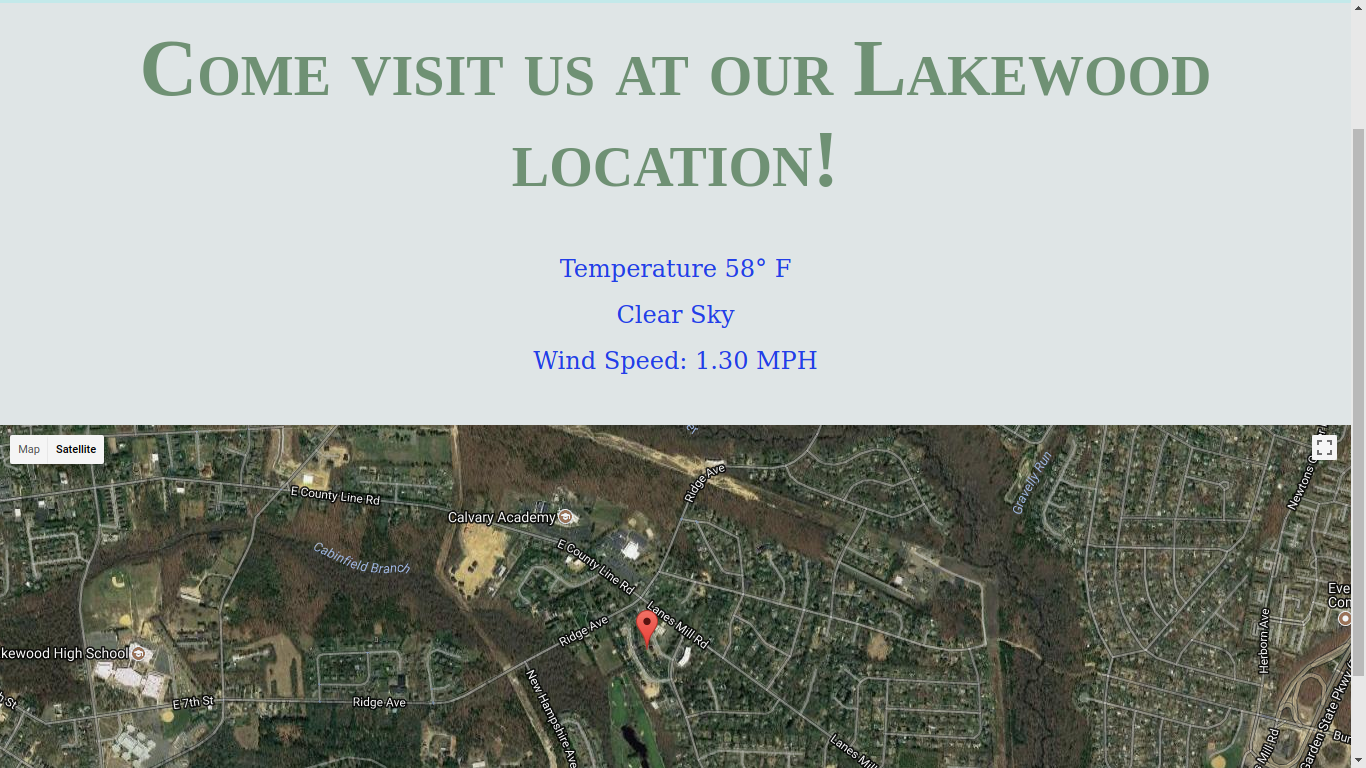 Come visit us at our Lakewood
location!
Temperature 58° F
Clear Sky
Wind Speed: 1.30 MPH
Map
Satellite
Ridge Ave
Gravelly Run
E County Line Rd
Calvary Academy
Cabinfield Branch
E County Line Rd
Lanes Mill Rd
Ridge Ave
kewood High School
E 7th St
Ridge Ave
New Hampshire Ave
Herborn Ave
Eve
Con
Garden State Pkwy
Mill Rd
Lanes Mill
Bur
St